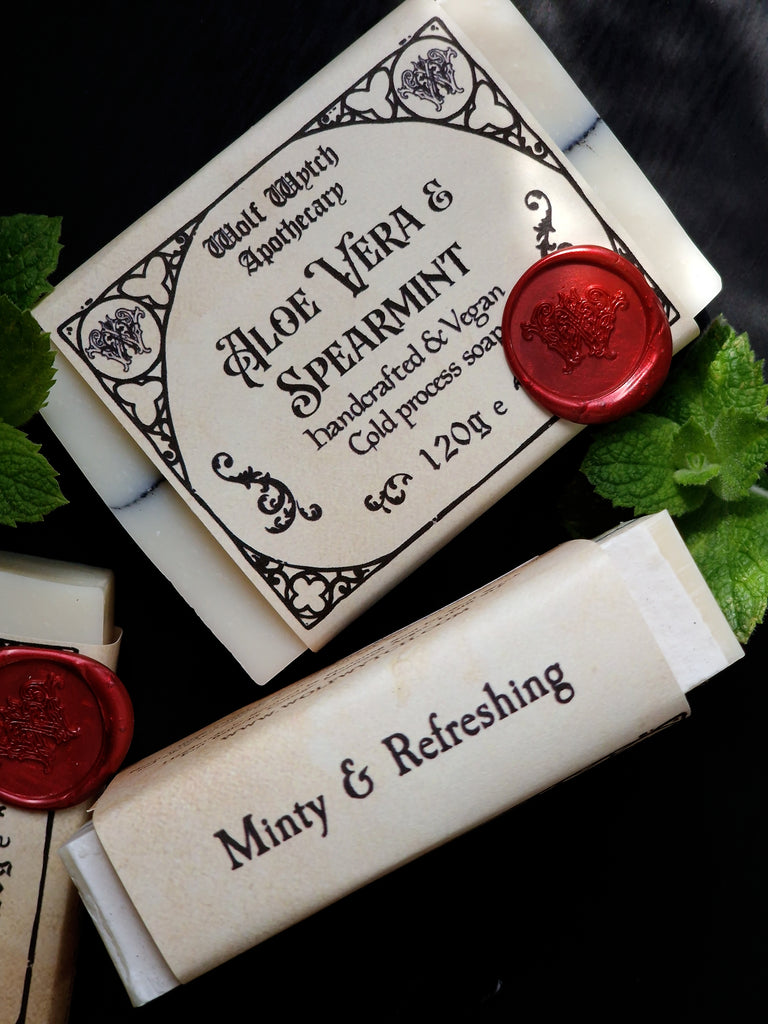 Wolf Wytch
Apothecary
Aloe Vera &
Spearmint
handcrafted & Vegan
Cold process soap
120g e
Minty & Refreshing